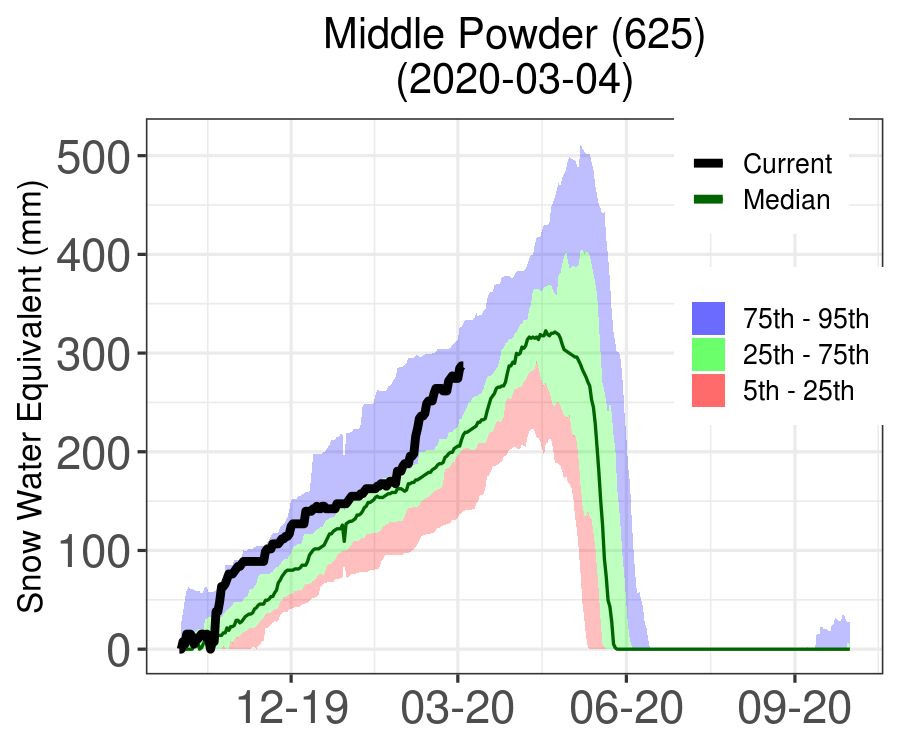 Middle Powder (625)
(2020-03-04)
Snow Water Equivalent (mm)
500
400
300
200
100
0
12-19
03-20
06-20
09-20
Current
Median
75th - 95th
25th - 75th
5th - 25th